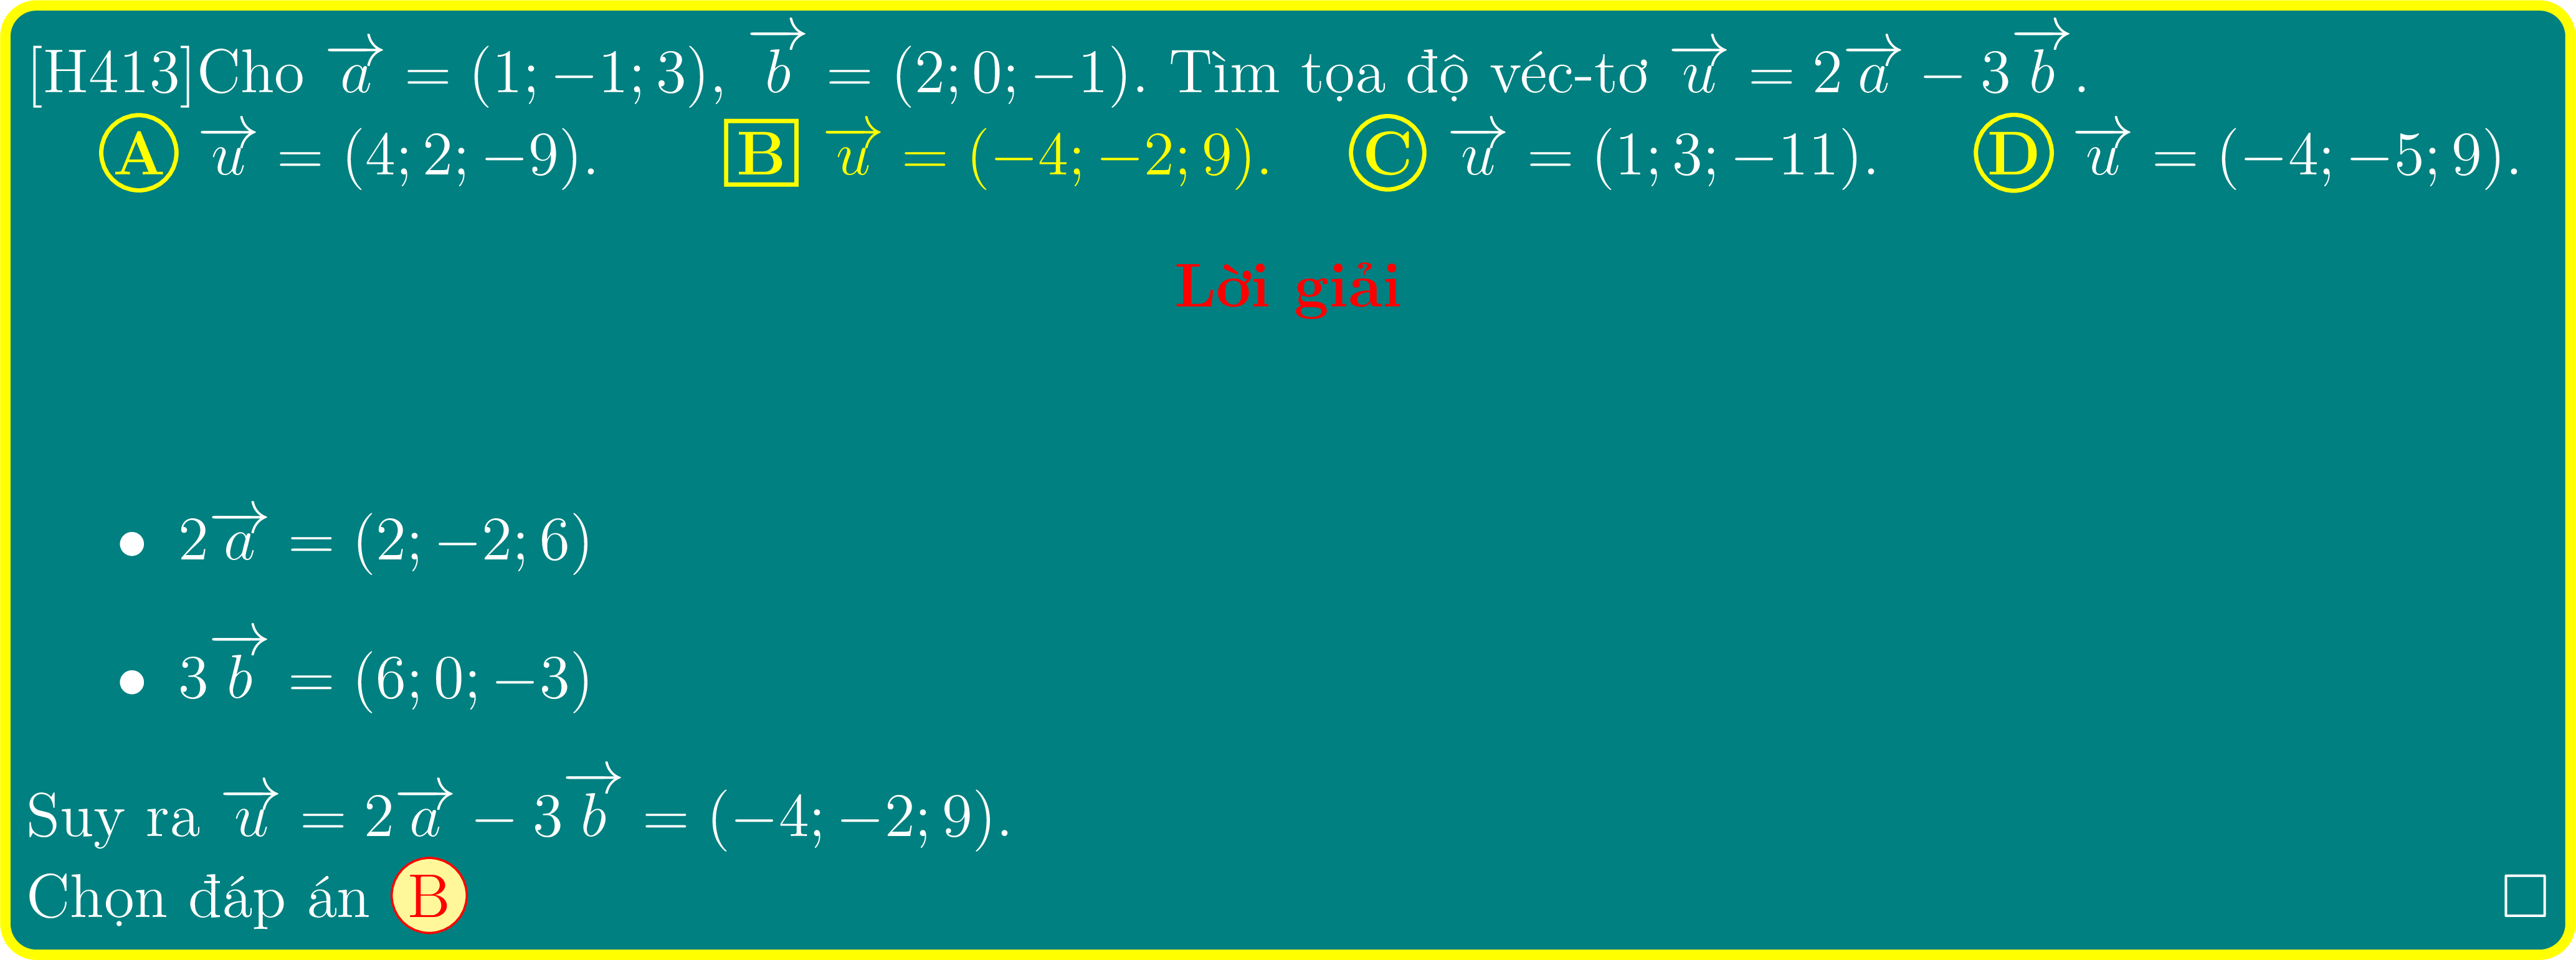 [H413]Cho $\overrightarrow{a} = (1; -1; 3)$, $\overrightarrow{b} = (2; 0; -1)$. Tìm tọa độ véc-tơ $\overrightarrow{u} = 2\overrightarrow{a} - 3\overrightarrow{b}$.
A $\overrightarrow{u} = (4; 2; -9)$. B $\overrightarrow{u} = (-4; -2; 9)$. C $\overrightarrow{u} = (1; 3; -11)$. D $\overrightarrow{u} = (-4; -5; 9)$.
Lời giải
• $2\overrightarrow{a} = (2; -2; 6)$
• $3\overrightarrow{b} = (6; 0; -3)$
Suy ra $\overrightarrow{u} = 2\overrightarrow{a} - 3\overrightarrow{b} = (-4; -2; 9)$.
Chọn đáp án B □